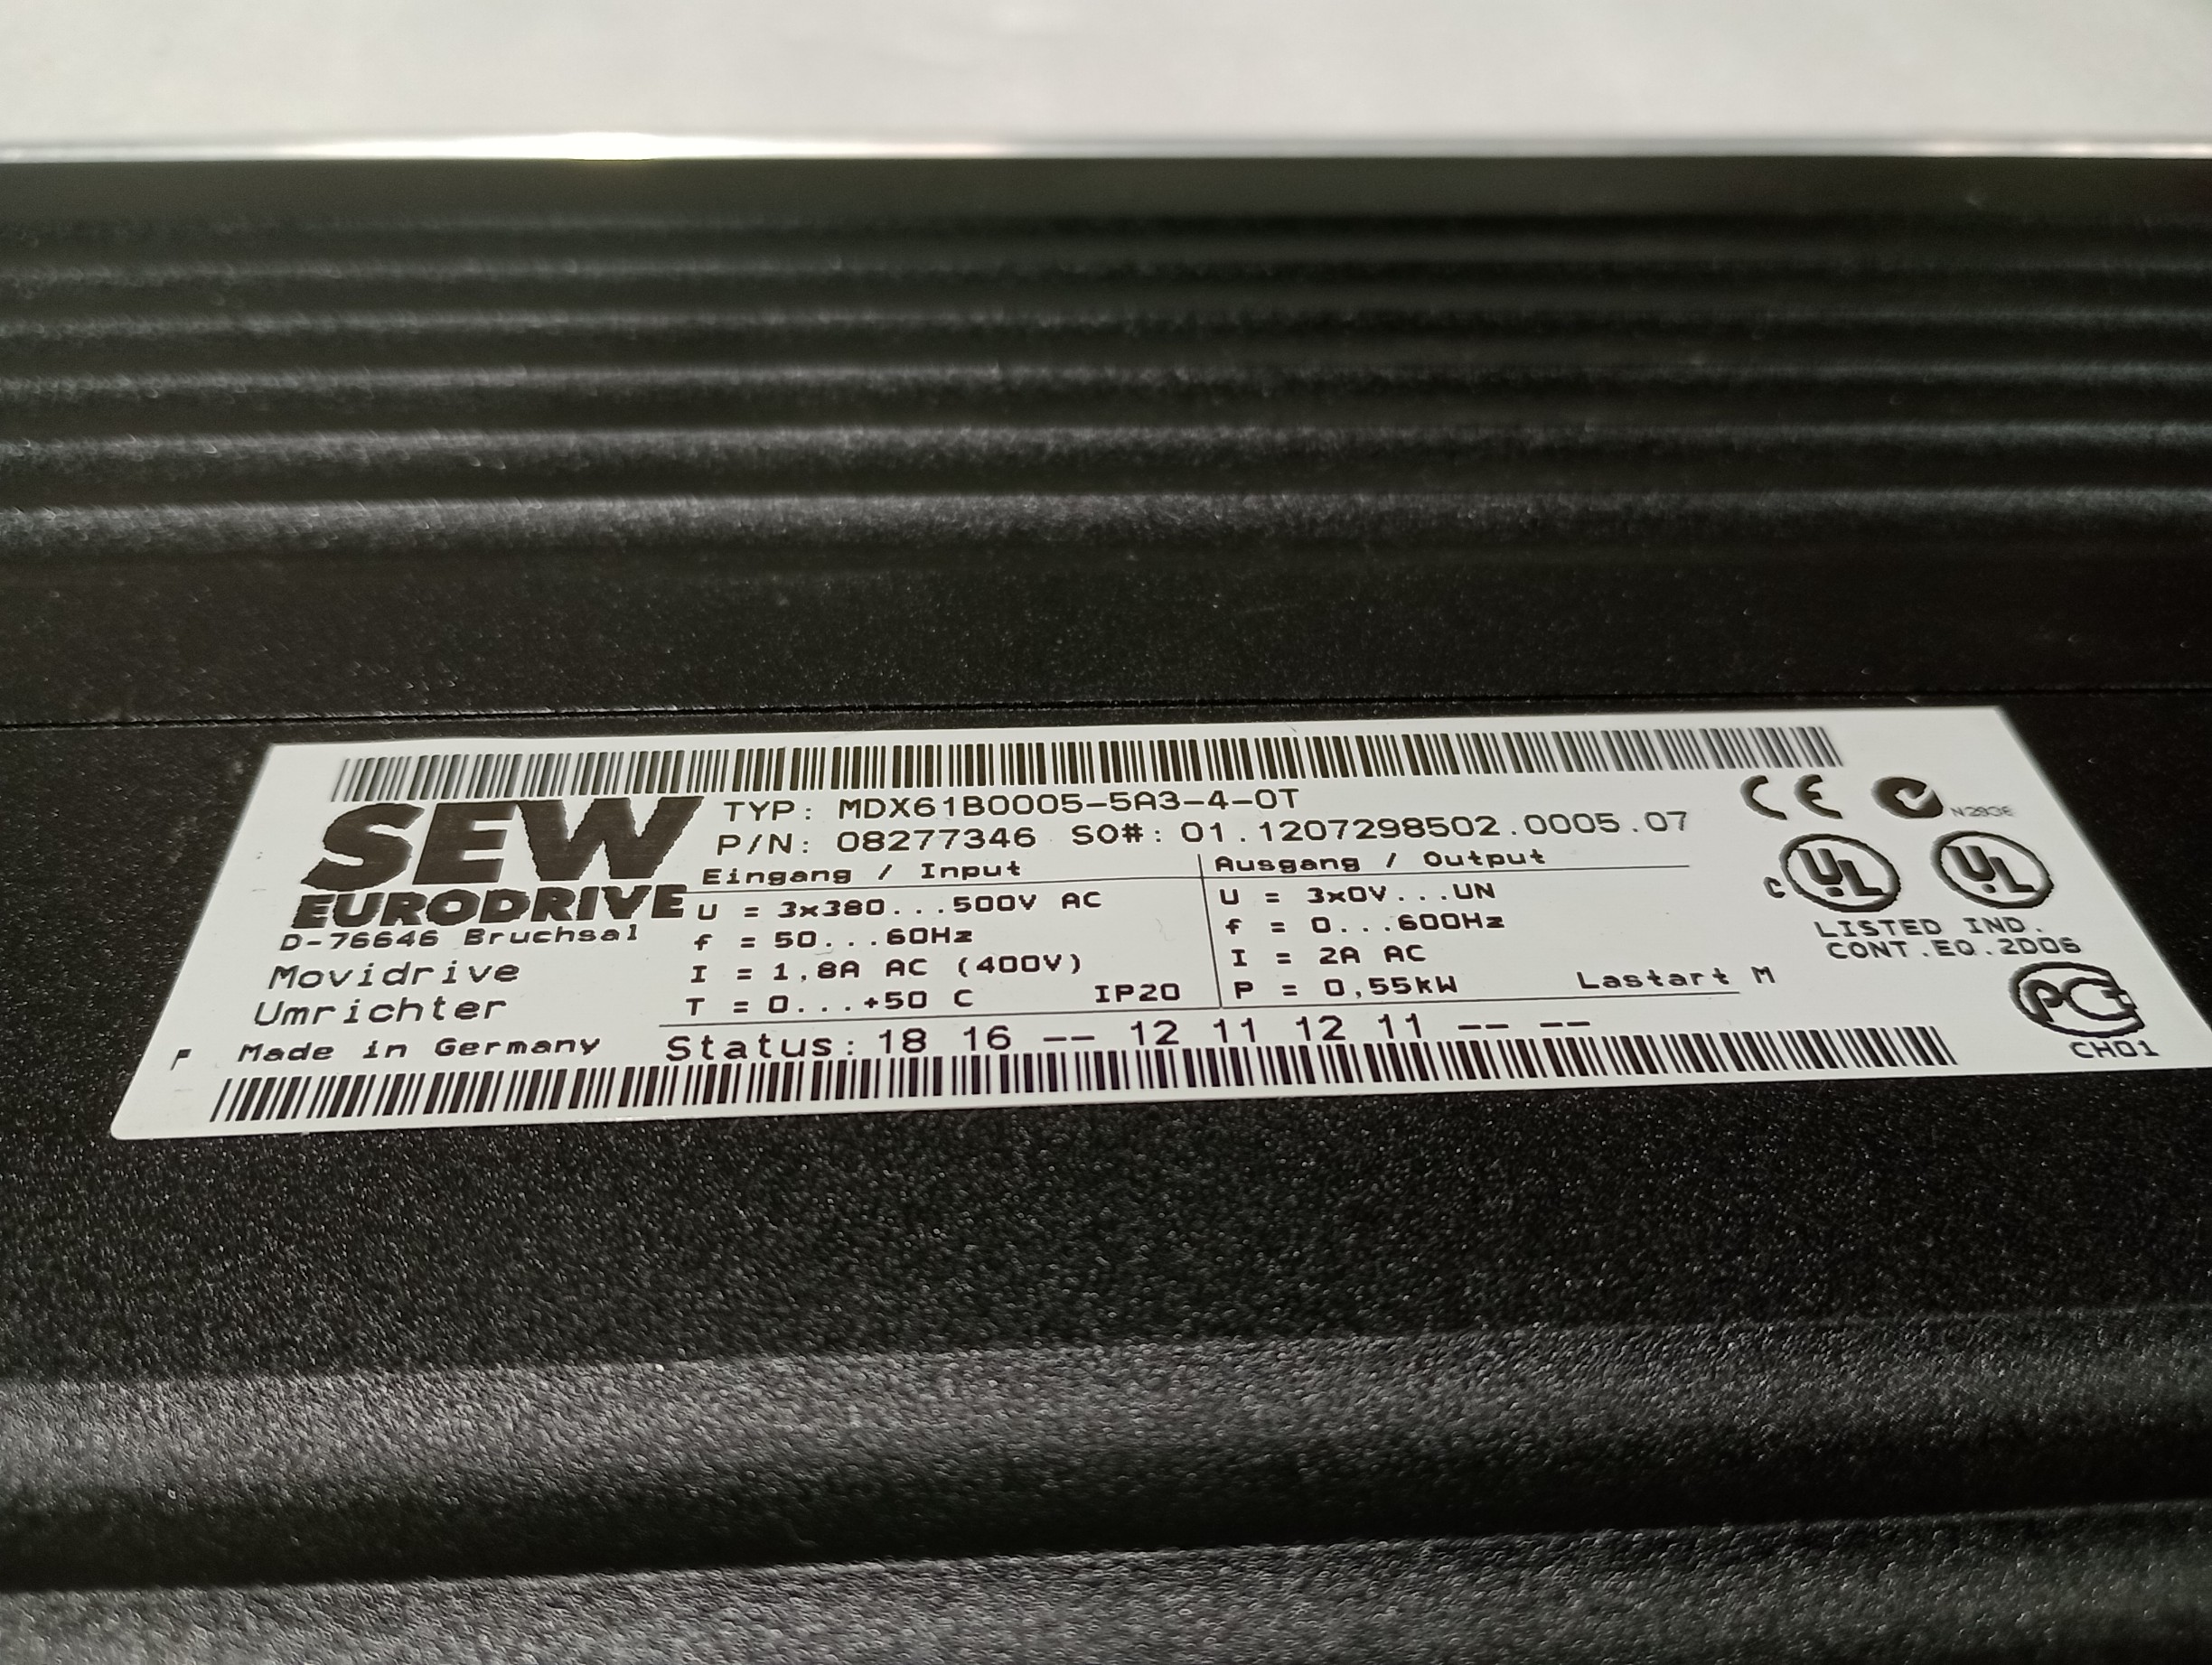 TYP: MDX61B0005-5A3-4-0T
P/N: 08277346 SO#: 01.1207298502.0005.07
SEW
EURODRIVE
D-76646 Bruchsal
Movidrive
Umrichter
Made in Germany
Eingang / Input
U = 3x380...500V AC
f = 50...60Hz
I = 1,8A AC (400V)
T = 0...+50 C IP20
Ausgang / Output
U = 3x0V...UN
f = 0...600Hz
I = 2A AC
P = 0,55kW Lastart M
Status: 18 16 -- 12 11 12 11 -- --
CE
C UL UL
LISTED IND.
CONT.EQ.2D06
PCT
CH01